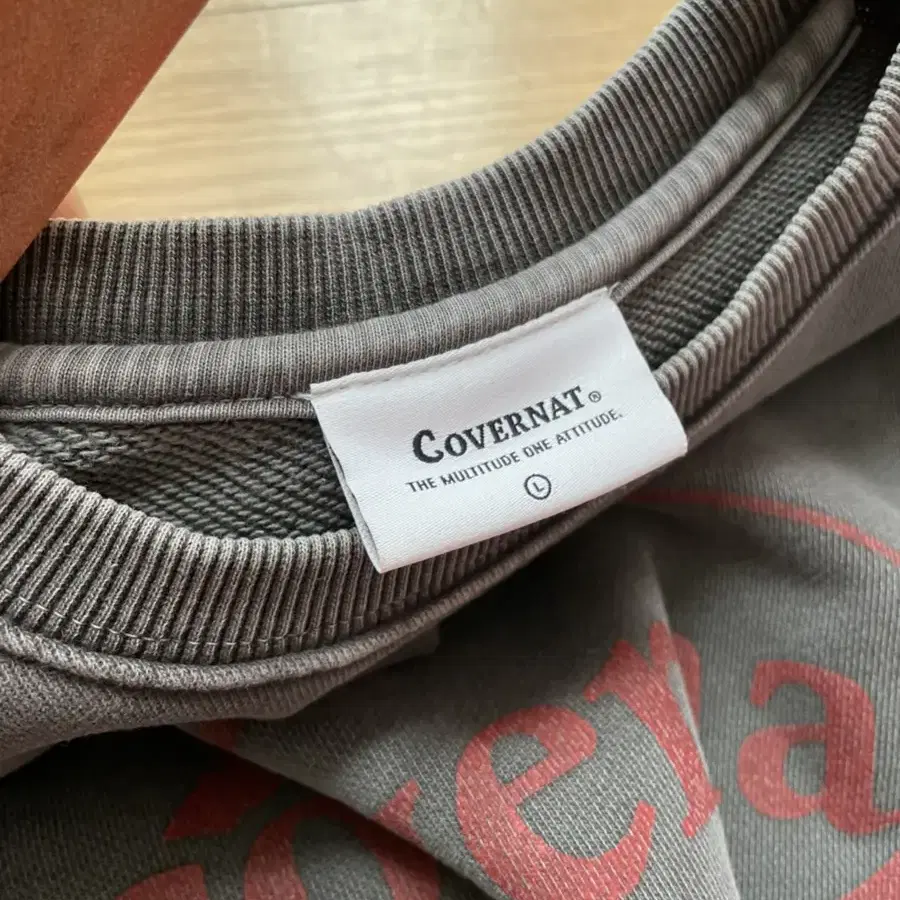 COVERNAT®
THE MULTITUDE ONE ATTITUDE.
L